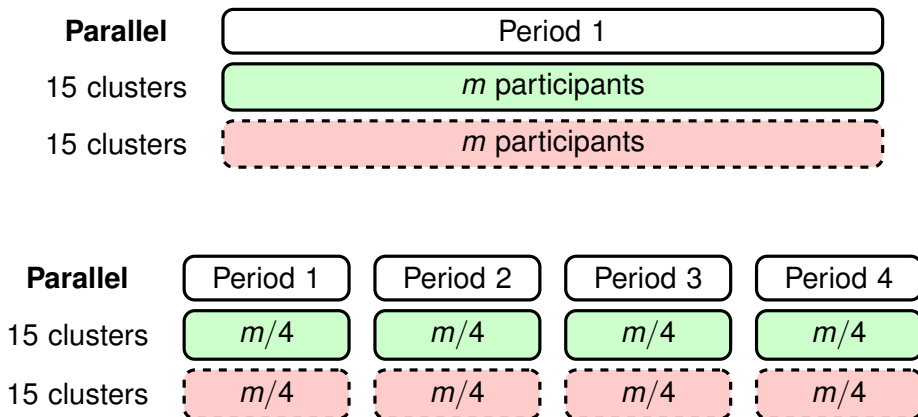 Parallel Period 1
15 clusters m participants
15 clusters m participants
Parallel Period 1 Period 2 Period 3 Period 4
15 clusters m/4 m/4 m/4 m/4
15 clusters m/4 m/4 m/4 m/4